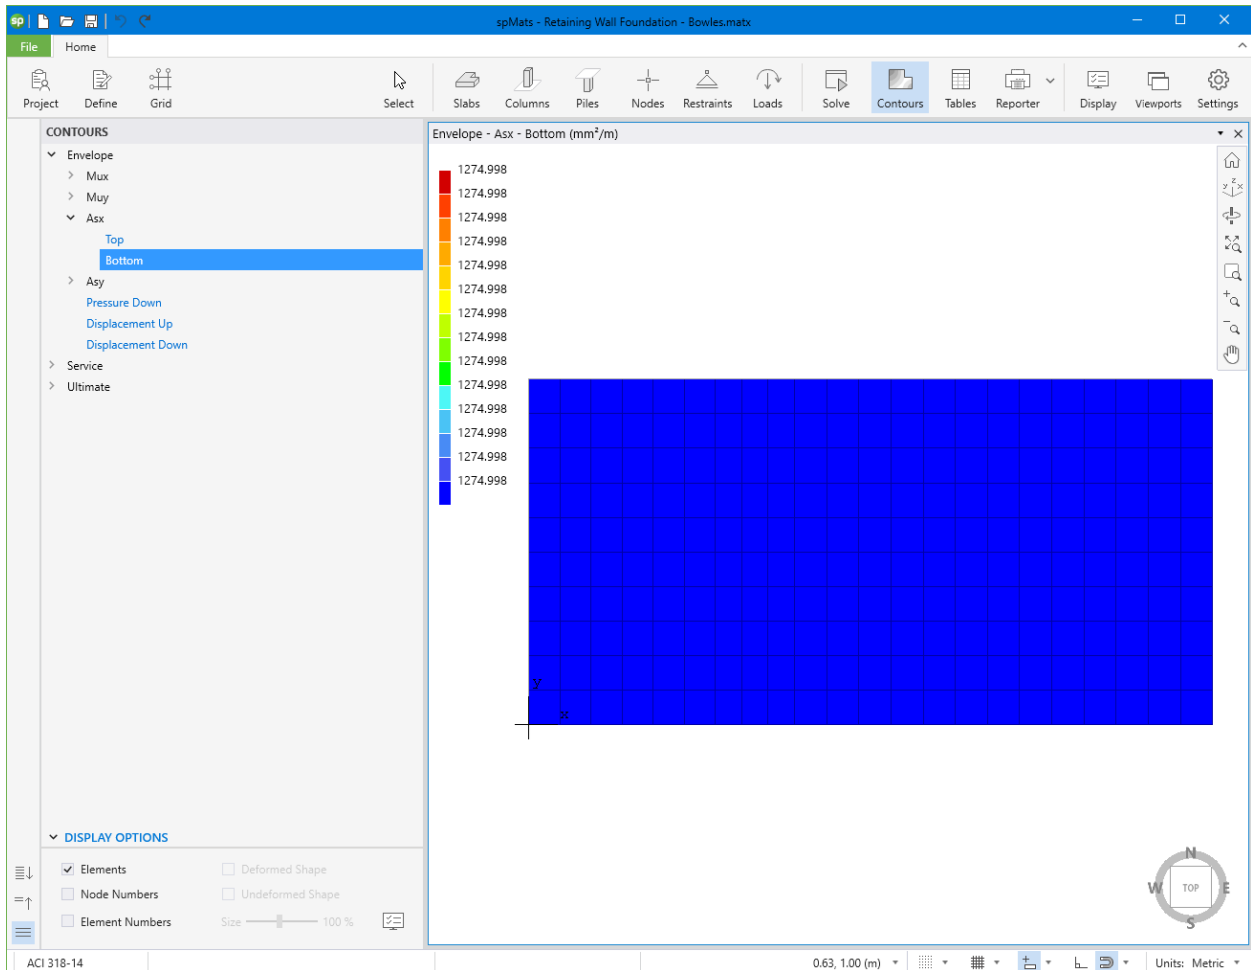 sp
spMats - Retaining Wall Foundation - Bowles.matx
File Home
Project Define Grid Select Slabs Columns Piles Nodes Restraints Loads Solve Contours Tables Reporter Display Viewports Settings
CONTOURS
Envelope
Mux
Muy
Asx
Top
Bottom
Asy
Pressure Down
Displacement Up
Displacement Down
Service
Ultimate
Envelope - Asx - Bottom (mm²/m)
1274.998
1274.998
1274.998
1274.998
1274.998
1274.998
1274.998
1274.998
1274.998
1274.998
1274.998
1274.998
1274.998
1274.998
y
x
y z x
DISPLAY OPTIONS
Elements Deformed Shape
Node Numbers Undeformed Shape
Element Numbers Size 100 %
N
W TOP E
S
ACI 318-14 0.63, 1.00 (m) Units: Metric